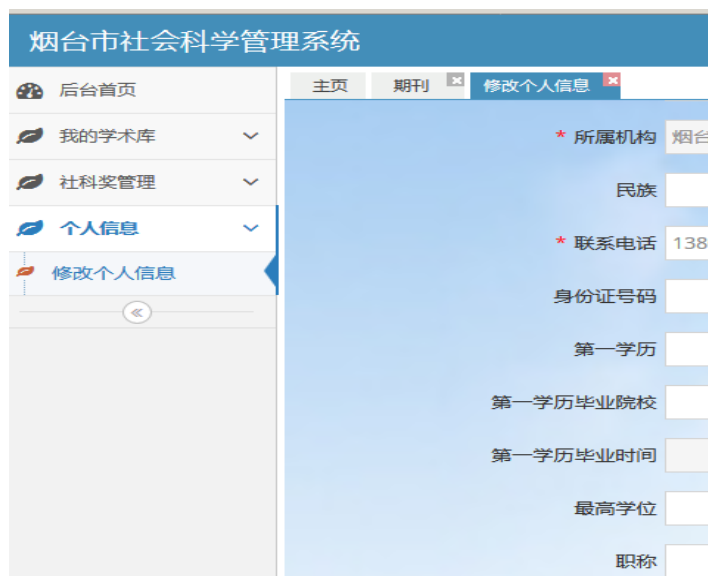 烟台市社会科学管理系统
后台首页
我的学术库
社科奖管理
个人信息
修改个人信息
主页 期刊 修改个人信息
* 所属机构 烟台
民族
* 联系电话 138
身份证号码
第一学历
第一学历毕业院校
第一学历毕业时间
最高学位
职称